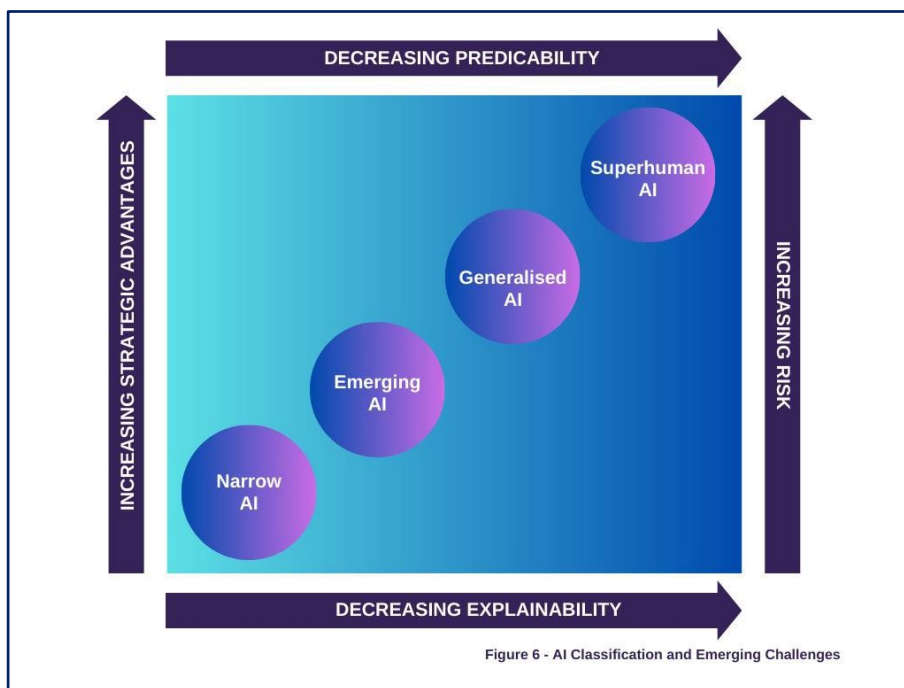 DECREASING PREDICABILITY
INCREASING STRATEGIC ADVANTAGES
Superhuman
AI
Generalised
AI
Emerging
AI
Narrow
AI
INCREASING RISK
DECREASING EXPLAINABILITY
Figure 6 - AI Classification and Emerging Challenges